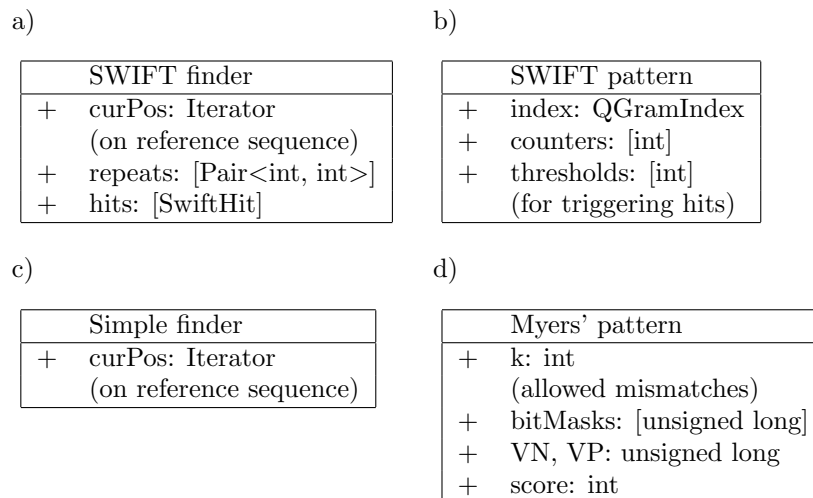 a)
SWIFT finder
+ curPos: Iterator
(on reference sequence)
+ repeats: [Pair<int, int>]
+ hits: [SwiftHit]
b)
SWIFT pattern
+ index: QGramIndex
+ counters: [int]
+ thresholds: [int]
(for triggering hits)
c)
Simple finder
+ curPos: Iterator
(on reference sequence)
d)
Myers' pattern
+ k: int
(allowed mismatches)
+ bitMasks: [unsigned long]
+ VN, VP: unsigned long
+ score: int